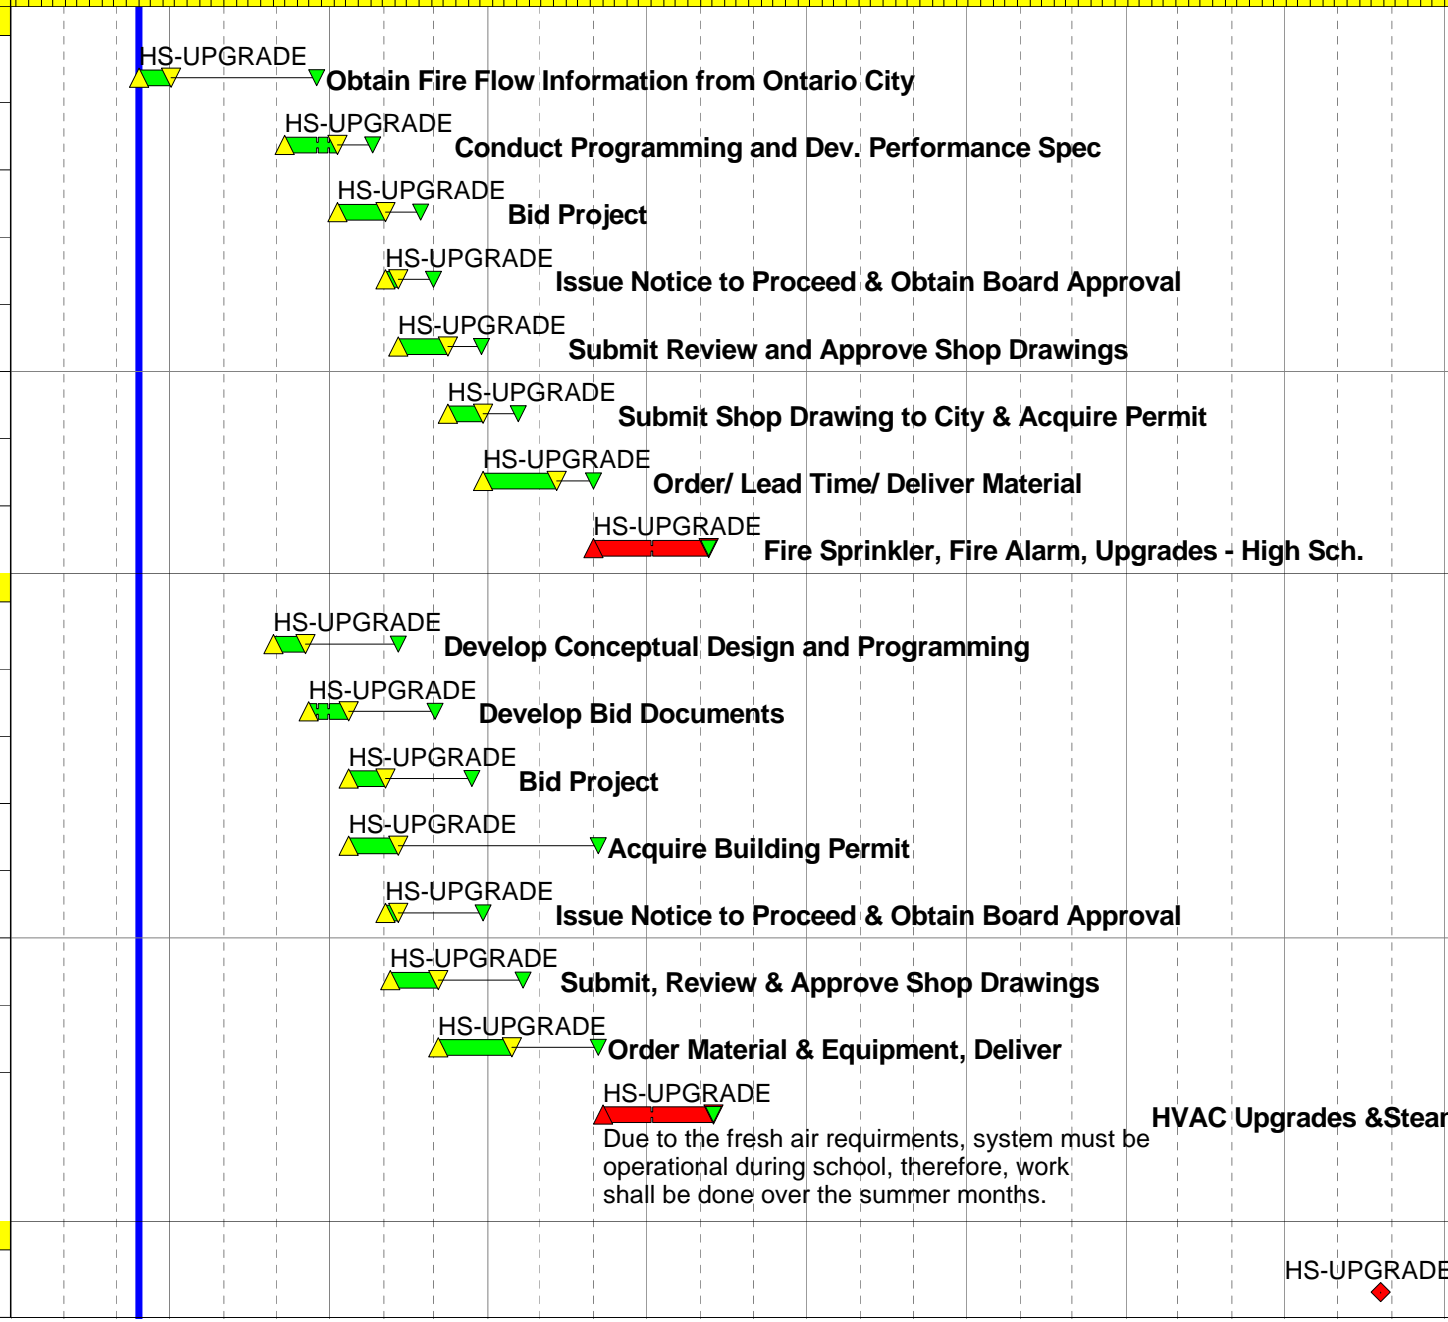 HS-UPGRADE
Obtain Fire Flow Information from Ontario City
HS-UPGRADE
Conduct Programming and Dev. Performance Spec
HS-UPGRADE
Bid Project
HS-UPGRADE
Issue Notice to Proceed & Obtain Board Approval
HS-UPGRADE
Submit Review and Approve Shop Drawings
HS-UPGRADE
Submit Shop Drawing to City & Acquire Permit
HS-UPGRADE
Order/ Lead Time/ Deliver Material
HS-UPGRADE
Fire Sprinkler, Fire Alarm, Upgrades - High Sch.
HS-UPGRADE
Develop Conceptual Design and Programming
HS-UPGRADE
Develop Bid Documents
HS-UPGRADE
Bid Project
HS-UPGRADE
Acquire Building Permit
HS-UPGRADE
Issue Notice to Proceed & Obtain Board Approval
HS-UPGRADE
Submit, Review & Approve Shop Drawings
HS-UPGRADE
Order Material & Equipment, Deliver
HS-UPGRADE
HVAC Upgrades &Stear
Due to the fresh air requirments, system must be
operational during school, therefore, work
shall be done over the summer months.
HS-UPGRADE